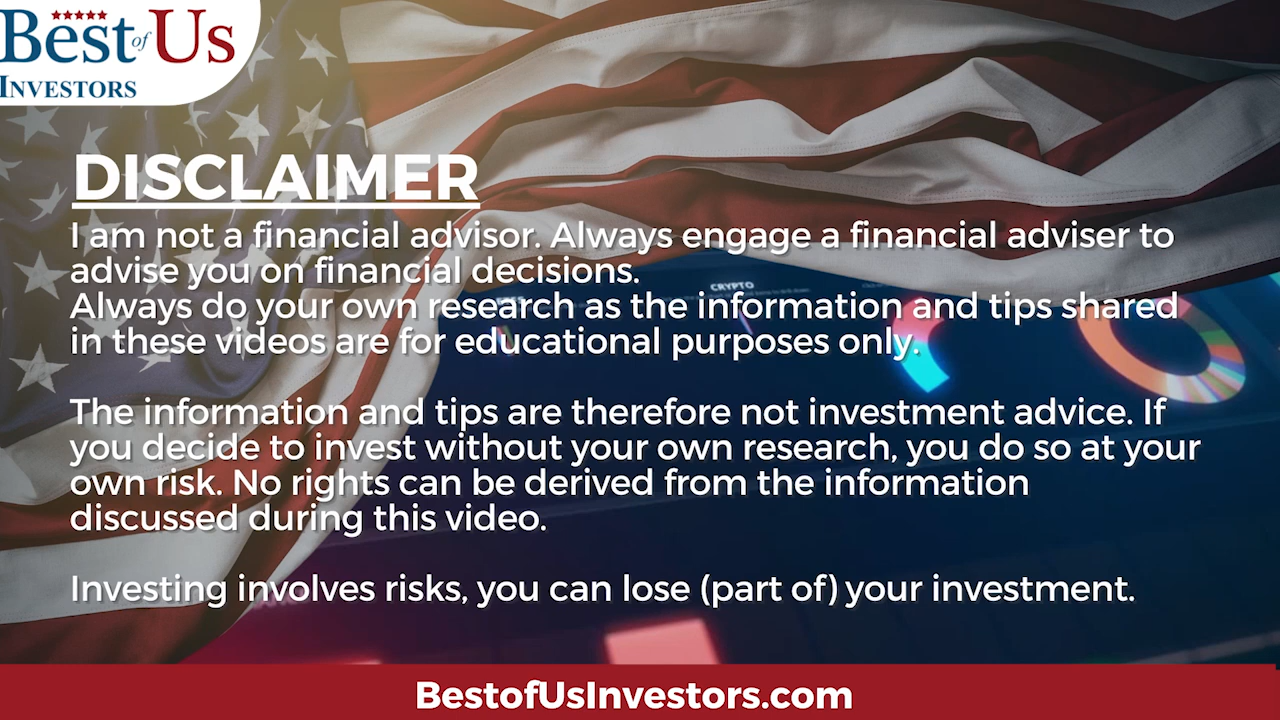 Best of Us
INVESTORS
DISCLAIMER
I am not a financial advisor. Always engage a financial adviser to
advise you on financial decisions.
CRYPTO
Always do your own research as the information and tips shared
in these videos are for educational purposes only.
The information and tips are therefore not investment advice. If
you decide to invest without your own research, you do so at your
own risk. No rights can be derived from the information
discussed during this video.
Investing involves risks, you can lose (part of) your investment.
BestofUsInvestors.com